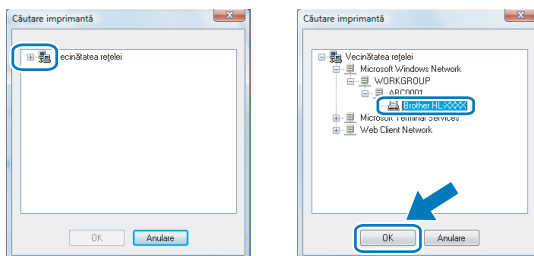 Căutare imprimantă
ecinătatea rețelei
OK
Anulare
Căutare imprimantă
Vecinătatea rețelei
Microsoft Windows Network
WORKGROUP
ABC0001
Brother HL-XXXX
Microsoft Terminal Services
Web Client Network
OK
Anulare